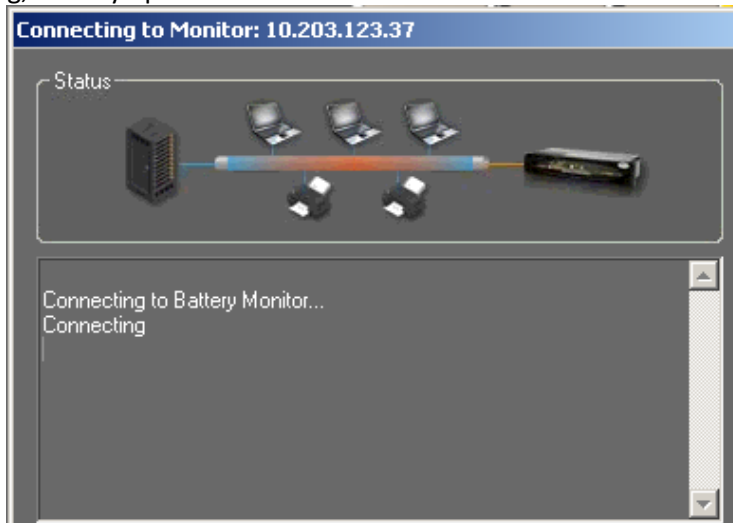 Connecting to Monitor: 10.203.123.37
Status
Connecting to Battery Monitor...
Connecting